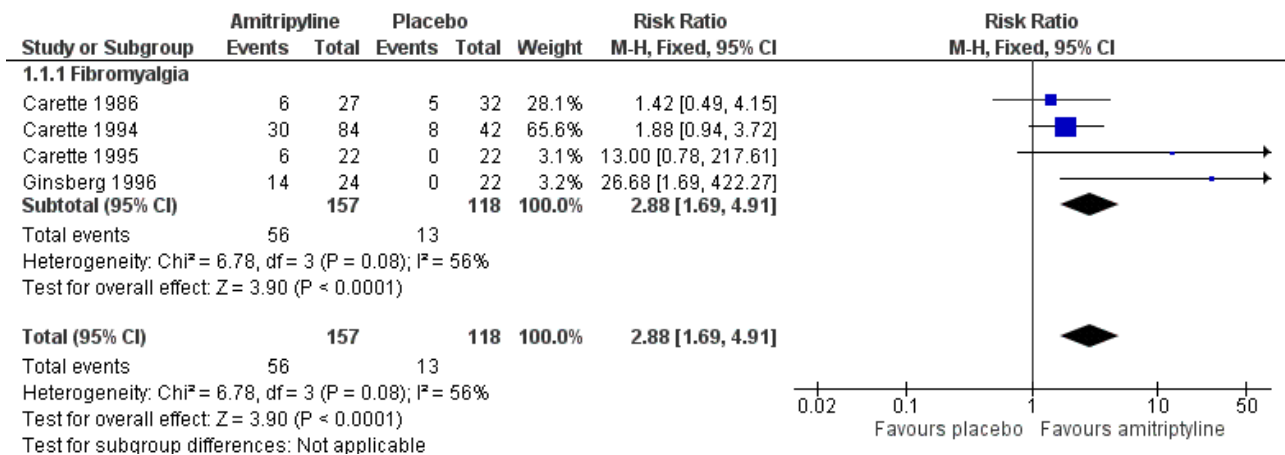 Amitripyline Placebo Risk Ratio Risk Ratio
Study or Subgroup Events Total Events Total Weight M-H, Fixed, 95% CI M-H, Fixed, 95% CI
1.1.1 Fibromyalgia
Carette 1986 6 27 5 32 28.1% 1.42 [0.49, 4.15]
Carette 1994 30 84 8 42 65.6% 1.88 [0.94, 3.72]
Carette 1995 6 22 0 22 3.1% 13.00 [0.78, 217.61]
Ginsberg 1996 14 24 0 22 3.2% 26.68 [1.69, 422.27]
Subtotal (95% CI) 157 118 100.0% 2.88 [1.69, 4.91]
Total events 56 13
Heterogeneity: Chi² = 6.78, df = 3 (P = 0.08); I² = 56%
Test for overall effect: Z = 3.90 (P < 0.0001)
Total (95% CI) 157 118 100.0% 2.88 [1.69, 4.91]
Total events 56 13
Heterogeneity: Chi² = 6.78, df = 3 (P = 0.08); I² = 56%
Test for overall effect: Z = 3.90 (P < 0.0001)
Test for subgroup differences: Not applicable
0.02 0.1 1 10 50
Favours placebo Favours amitriptyline